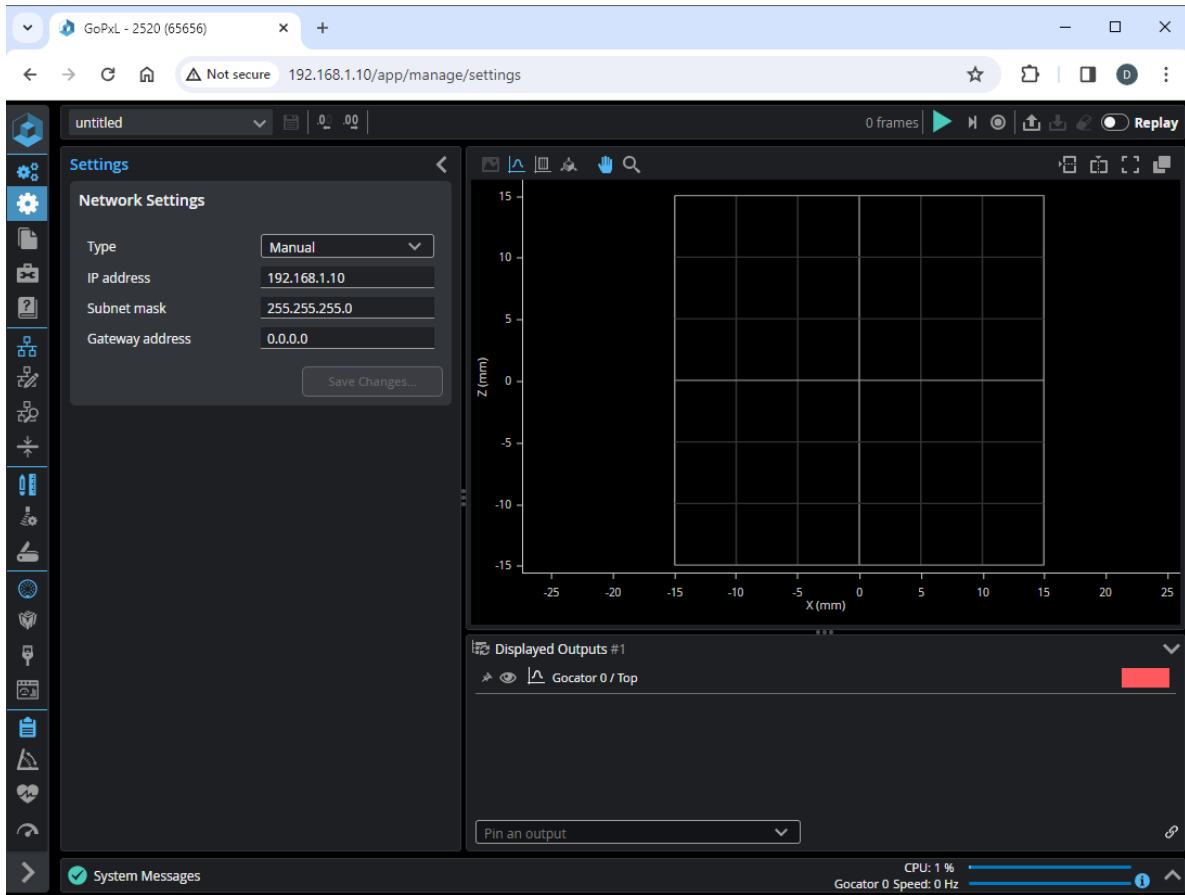 GoPxL - 2520 (65656)
Not secure 192.168.1.10/app/manage/settings
D
untitled
.0 .00
0 frames
Replay
Settings
Network Settings
Type Manual
IP address 192.168.1.10
Subnet mask 255.255.255.0
Gateway address 0.0.0.0
Save Changes...
15
10
5
0
-5
-10
-15
Z (mm)
-25 -20 -15 -10 -5 0 5 10 15 20 25
X (mm)
Displayed Outputs #1
Gocator 0 / Top
Pin an output
System Messages
CPU: 1 %
Gocator 0 Speed: 0 Hz